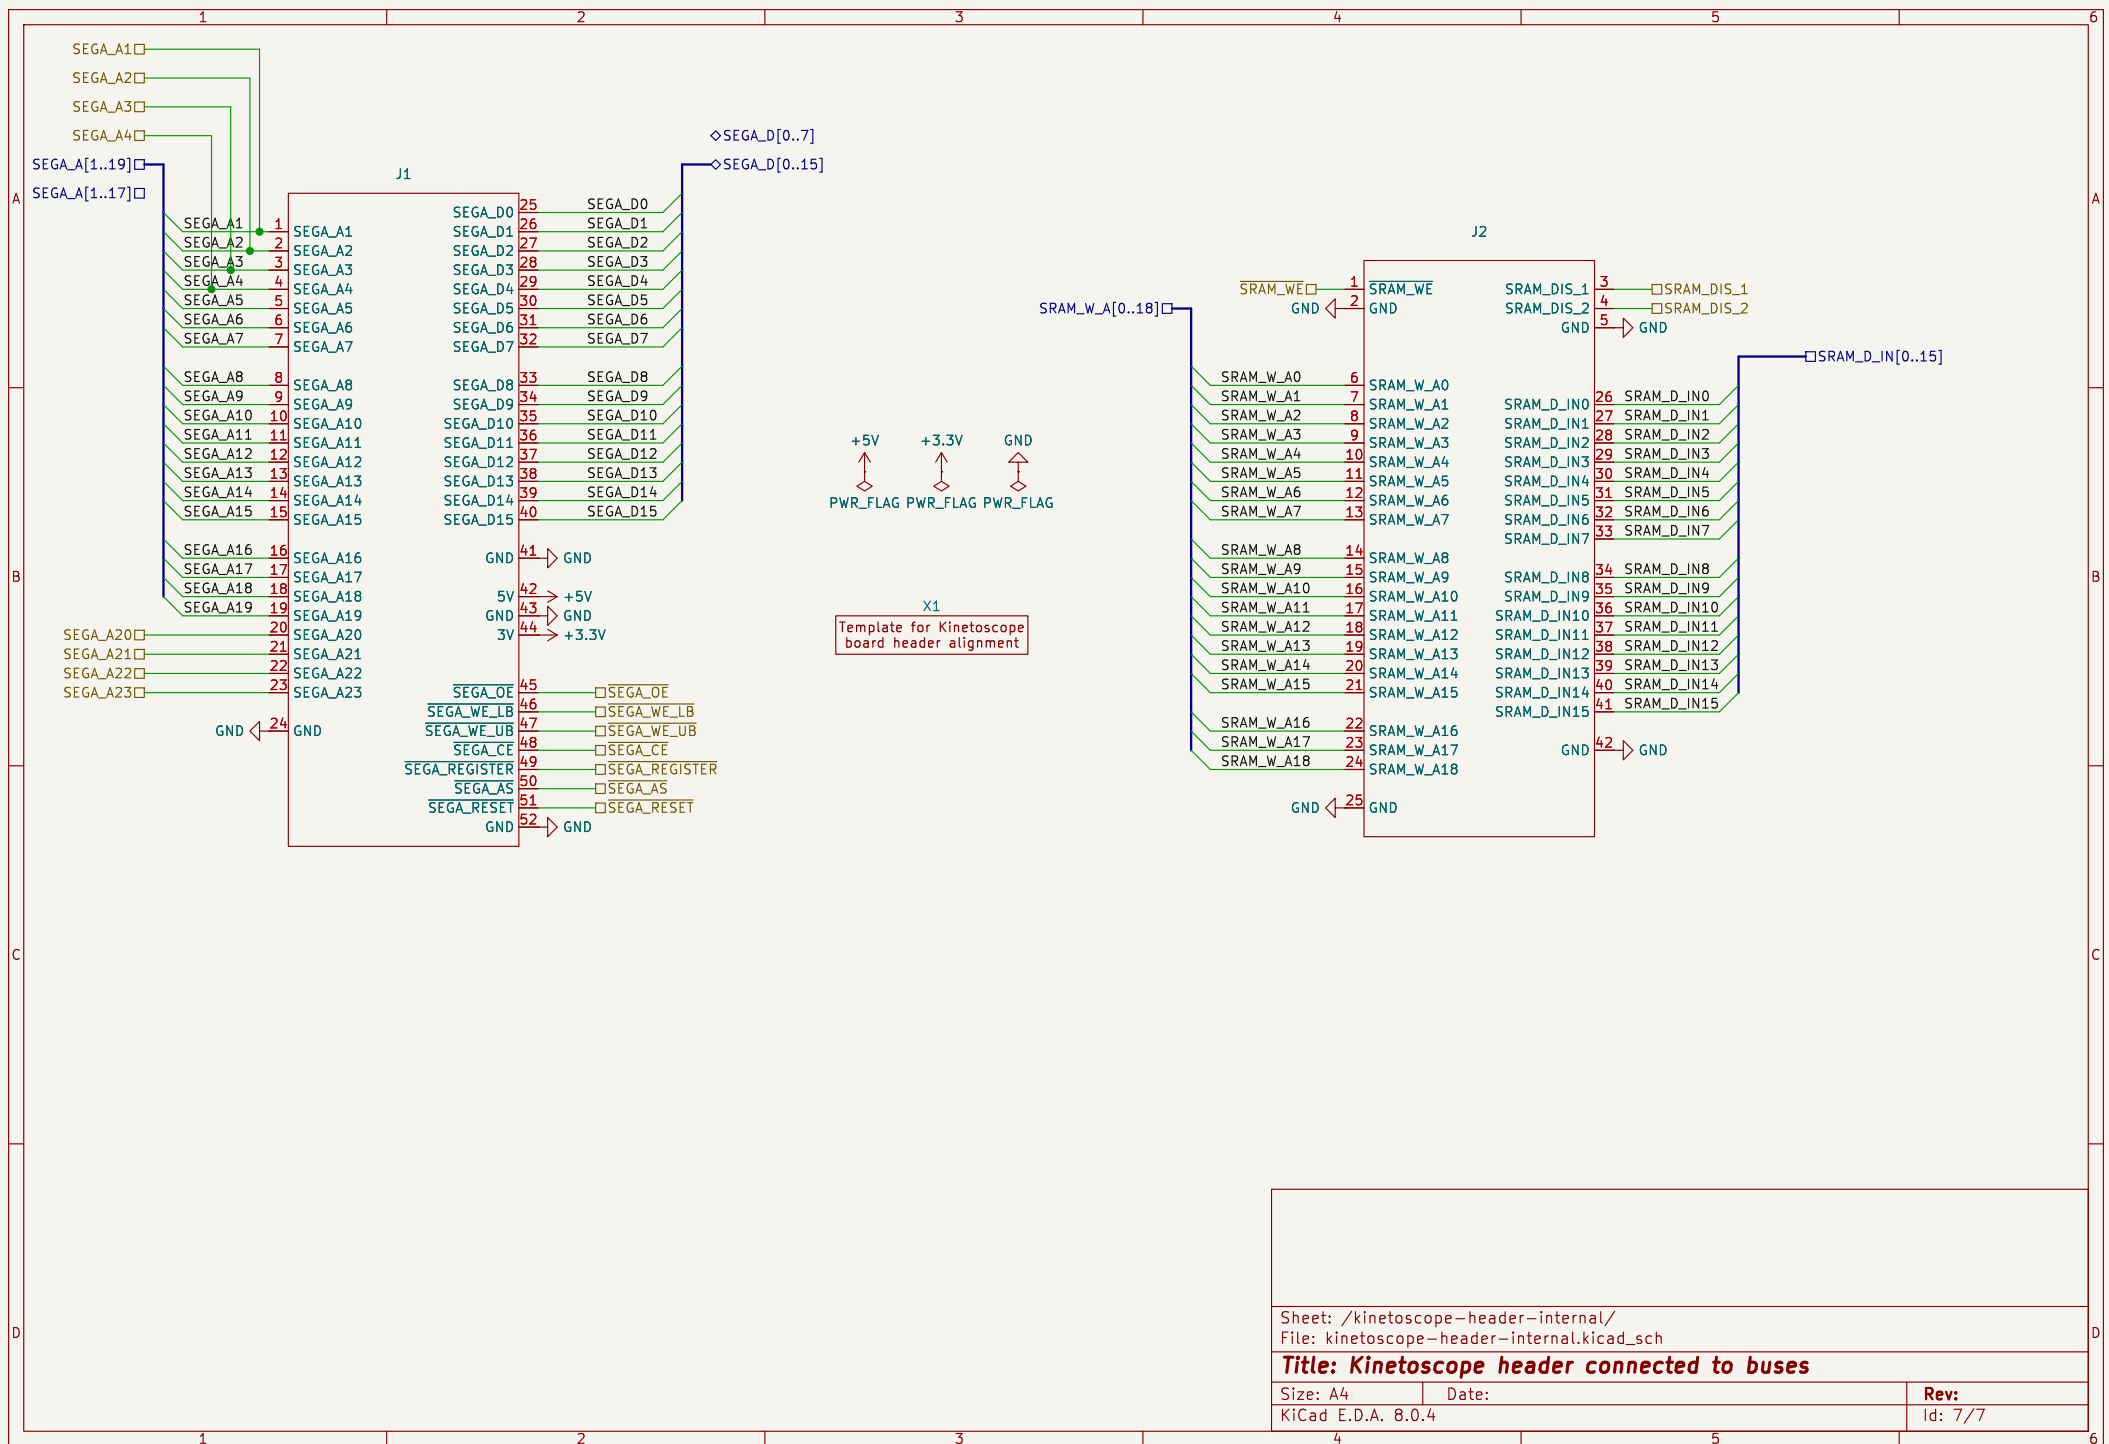 1 2 3 4 5 6
SEGA_A1
SEGA_A2
SEGA_A3
SEGA_A4
SEGA_A[1..19]
SEGA_A[1..17]
SEGA_D[0..7]
SEGA_D[0..15]
A
A
B
B
C
C
D
D
J1
SEGA_A1 1 SEGA_A1
SEGA_A2 2 SEGA_A2
SEGA_A3 3 SEGA_A3
SEGA_A4 4 SEGA_A4
SEGA_A5 5 SEGA_A5
SEGA_A6 6 SEGA_A6
SEGA_A7 7 SEGA_A7
SEGA_A8 8 SEGA_A8
SEGA_A9 9 SEGA_A9
SEGA_A10 10 SEGA_A10
SEGA_A11 11 SEGA_A11
SEGA_A12 12 SEGA_A12
SEGA_A13 13 SEGA_A13
SEGA_A14 14 SEGA_A14
SEGA_A15 15 SEGA_A15
SEGA_A16 16 SEGA_A16
SEGA_A17 17 SEGA_A17
SEGA_A18 18 SEGA_A18
SEGA_A19 19 SEGA_A19
SEGA_A20 20 SEGA_A20
SEGA_A21 21 SEGA_A21
SEGA_A22 22 SEGA_A22
SEGA_A23 23 SEGA_A23
GND 24 GND
SEGA_D0 25 SEGA_D0
SEGA_D1 26 SEGA_D1
SEGA_D2 27 SEGA_D2
SEGA_D3 28 SEGA_D3
SEGA_D4 29 SEGA_D4
SEGA_D5 30 SEGA_D5
SEGA_D6 31 SEGA_D6
SEGA_D7 32 SEGA_D7
SEGA_D8 33 SEGA_D8
SEGA_D9 34 SEGA_D9
SEGA_D10 35 SEGA_D10
SEGA_D11 36 SEGA_D11
SEGA_D12 37 SEGA_D12
SEGA_D13 38 SEGA_D13
SEGA_D14 39 SEGA_D14
SEGA_D15 40 SEGA_D15
GND 41 GND
5V 42 +5V
GND 43 GND
3V 44 +3.3V
SEGA_OE 45 SEGA_OE
SEGA_WE_LB 46 SEGA_WE_LB
SEGA_WE_UB 47 SEGA_WE_UB
SEGA_CE 48 SEGA_CE
SEGA_REGISTER 49 SEGA_REGISTER
SEGA_AS 50 SEGA_AS
SEGA_RESET 51 SEGA_RESET
GND 52 GND
+5V +3.3V GND
PWR_FLAG PWR_FLAG PWR_FLAG
X1
Template for Kinetoscope
board header alignment
J2
SRAM_W_A[0..18]
SRAM_WE 1 SRAM_WE
GND 2 GND
SRAM_W_A0 6 SRAM_W_A0
SRAM_W_A1 7 SRAM_W_A1
SRAM_W_A2 8 SRAM_W_A2
SRAM_W_A3 9 SRAM_W_A3
SRAM_W_A4 10 SRAM_W_A4
SRAM_W_A5 11 SRAM_W_A5
SRAM_W_A6 12 SRAM_W_A6
SRAM_W_A7 13 SRAM_W_A7
SRAM_W_A8 14 SRAM_W_A8
SRAM_W_A9 15 SRAM_W_A9
SRAM_W_A10 16 SRAM_W_A10
SRAM_W_A11 17 SRAM_W_A11
SRAM_W_A12 18 SRAM_W_A12
SRAM_W_A13 19 SRAM_W_A13
SRAM_W_A14 20 SRAM_W_A14
SRAM_W_A15 21 SRAM_W_A15
SRAM_W_A16 22 SRAM_W_A16
SRAM_W_A17 23 SRAM_W_A17
SRAM_W_A18 24 SRAM_W_A18
GND 25 GND
SRAM_DIS_1 3 SRAM_DIS_1
SRAM_DIS_2 4 SRAM_DIS_2
GND 5 GND
SRAM_D_IN[0..15]
SRAM_D_IN0 26 SRAM_D_IN0
SRAM_D_IN1 27 SRAM_D_IN1
SRAM_D_IN2 28 SRAM_D_IN2
SRAM_D_IN3 29 SRAM_D_IN3
SRAM_D_IN4 30 SRAM_D_IN4
SRAM_D_IN5 31 SRAM_D_IN5
SRAM_D_IN6 32 SRAM_D_IN6
SRAM_D_IN7 33 SRAM_D_IN7
SRAM_D_IN8 34 SRAM_D_IN8
SRAM_D_IN9 35 SRAM_D_IN9
SRAM_D_IN10 36 SRAM_D_IN10
SRAM_D_IN11 37 SRAM_D_IN11
SRAM_D_IN12 38 SRAM_D_IN12
SRAM_D_IN13 39 SRAM_D_IN13
SRAM_D_IN14 40 SRAM_D_IN14
SRAM_D_IN15 41 SRAM_D_IN15
GND 42 GND
Sheet: /kinetoscope-header-internal/
File: kinetoscope-header-internal.kicad_sch
Title: Kinetoscope header connected to buses
Size: A4 Date: Rev:
KiCad E.D.A. 8.0.4 Id: 7/7
1 2 3 4 5 6